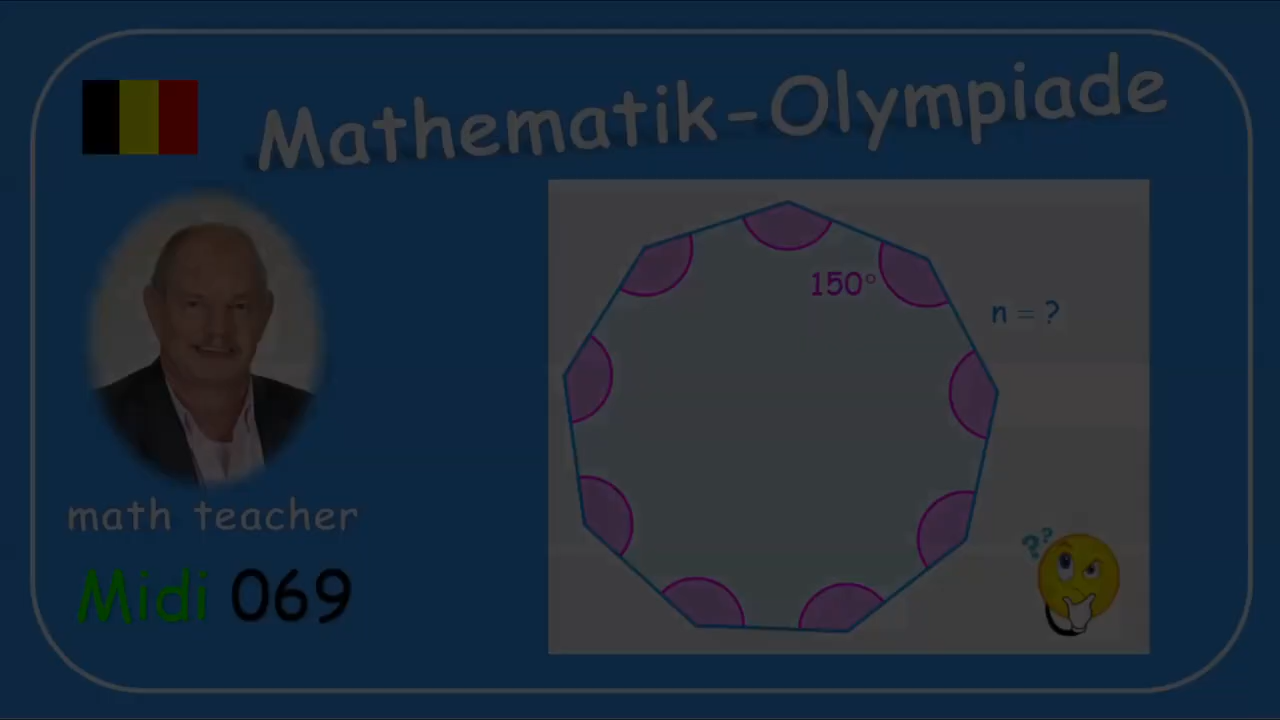 Mathematik-Olympiade
150°
n = ?
??
math teacher
Midi 069